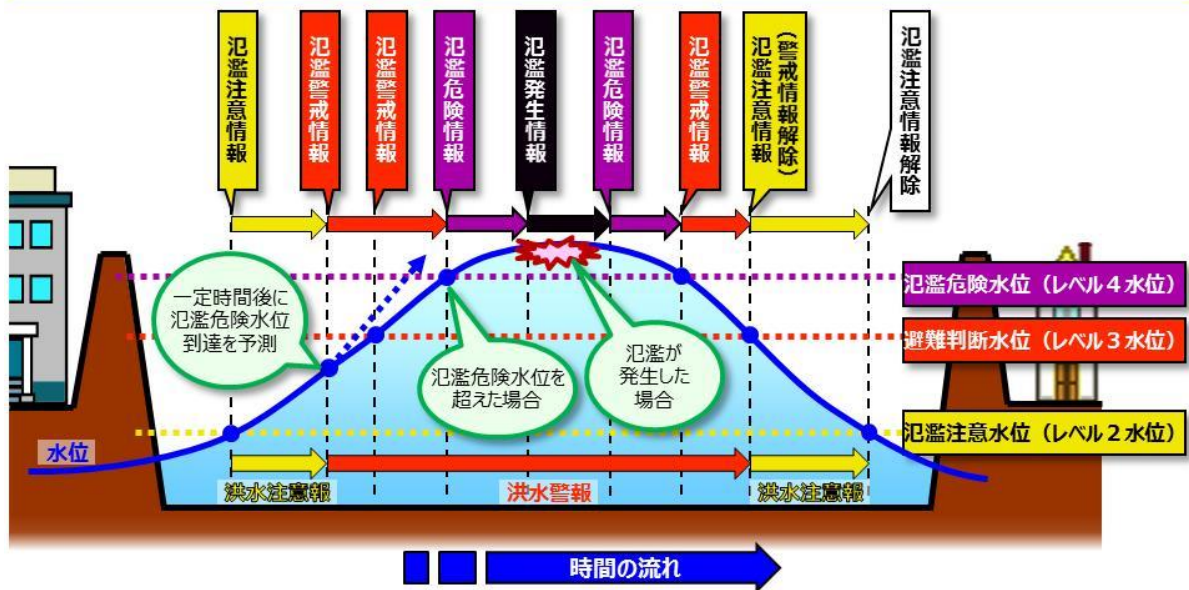 氾濫注意情報
氾濫警戒情報
氾濫警戒情報
氾濫危険情報
氾濫発生情報
氾濫危険情報
氾濫警戒情報
(警戒情報解除)
氾濫注意情報
氾濫注意情報解除
一定時間後に
氾濫危険水位
到達を予測
氾濫危険水位を
超えた場合
氾濫が
発生した
場合
氾濫危険水位(レベル4水位)
避難判断水位(レベル3水位)
氾濫注意水位(レベル2水位)
水位
洪水注意報
洪水警報
洪水注意報
時間の流れ